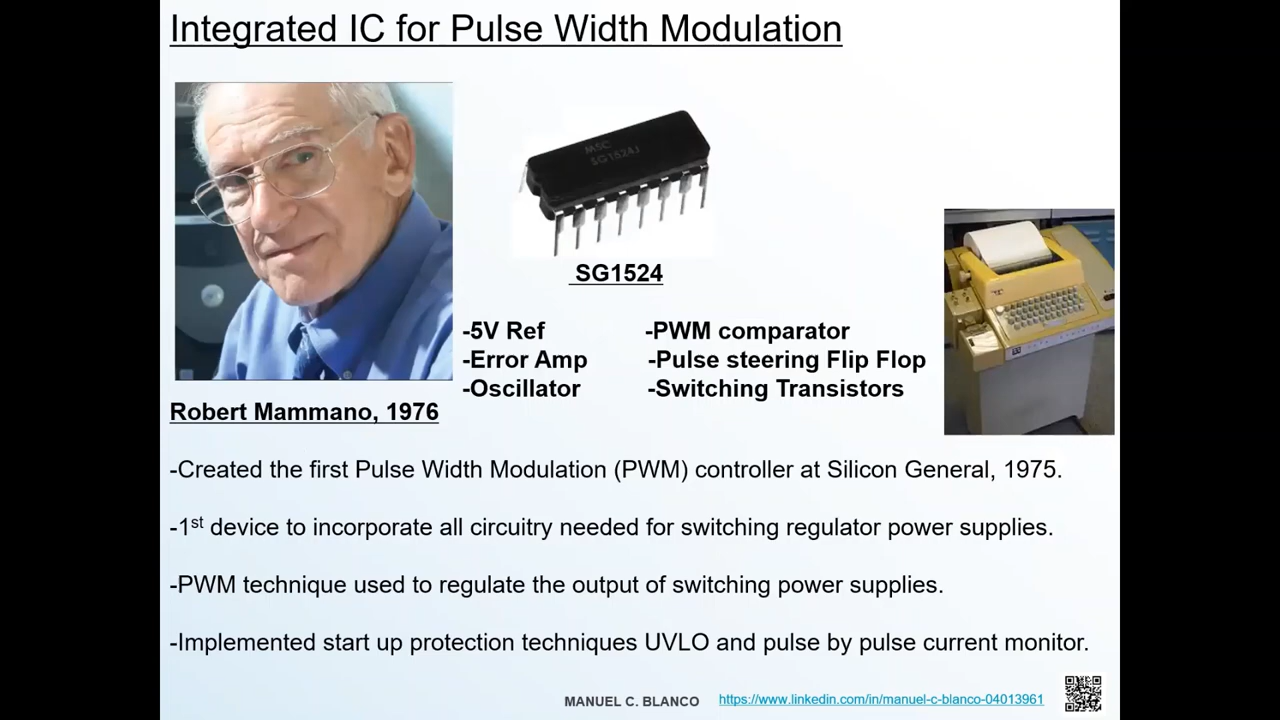 Integrated IC for Pulse Width Modulation
MSC
SG1524J
SG1524
-5V Ref
-Error Amp
-Oscillator
-PWM comparator
-Pulse steering Flip Flop
-Switching Transistors
Robert Mammano, 1976
-Created the first Pulse Width Modulation (PWM) controller at Silicon General, 1975.
-1st device to incorporate all circuitry needed for switching regulator power supplies.
-PWM technique used to regulate the output of switching power supplies.
-Implemented start up protection techniques UVLO and pulse by pulse current monitor.
MANUEL C. BLANCO
https://www.linkedin.com/in/manuel-c-blanco-04013961